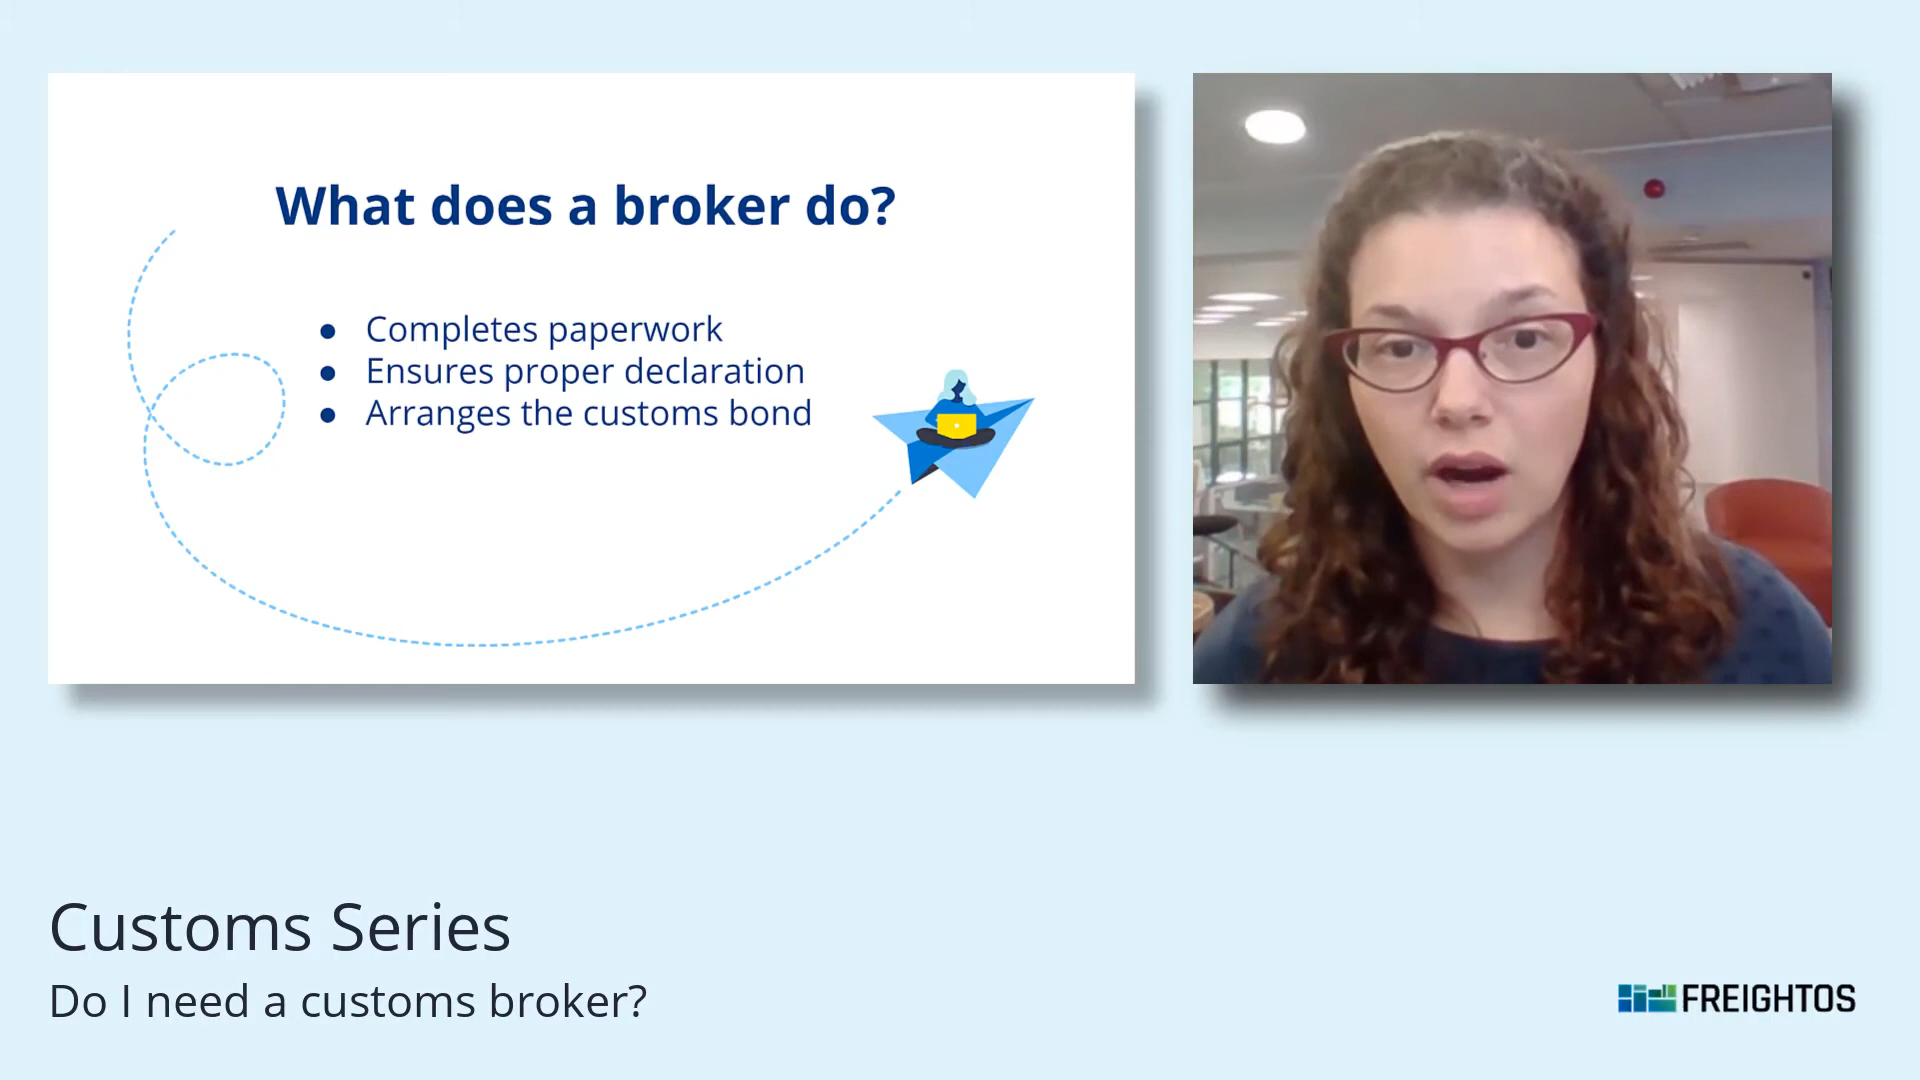 What does a broker do?
● Completes paperwork
● Ensures proper declaration
● Arranges the customs bond
Customs Series
Do I need a customs broker?
FREIGHTOS